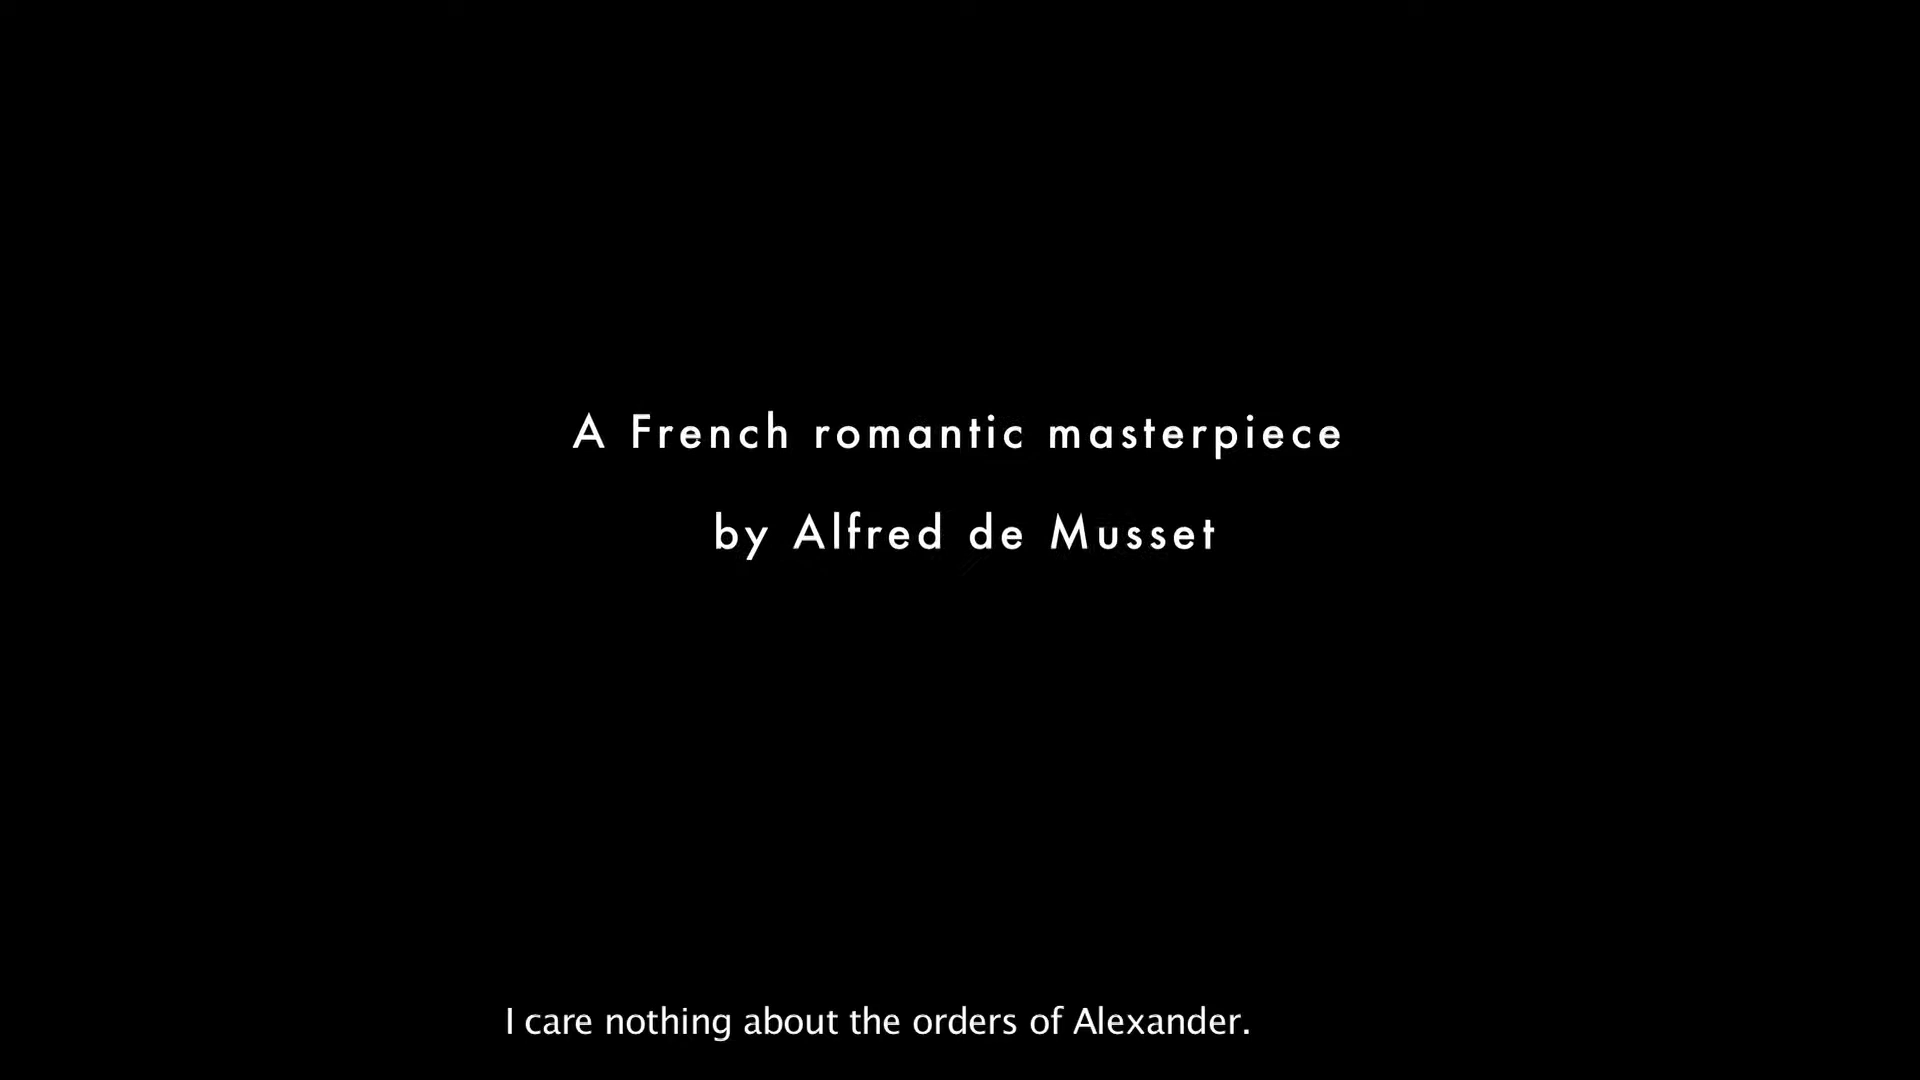 A French romantic masterpiece
by Alfred de Musset
I care nothing about the orders of Alexander.